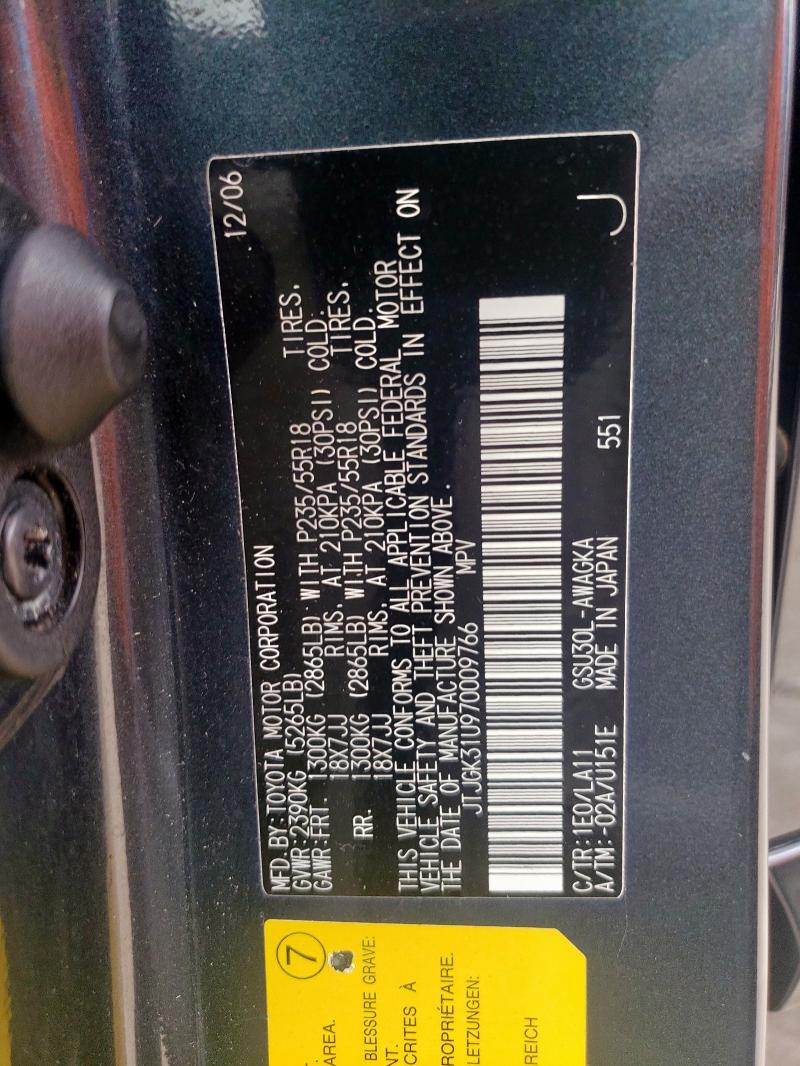 MFD.BY:TOYOTA MOTOR CORPORATION 12/06
GVWR:2390KG (5265LB)
GAWR:FRT. 1300KG (2865LB) WITH P235/55R18 TIRES,
18X7JJ RIMS, AT 210KPA (30PSI) COLD.
RR. 1300KG (2865LB) WITH P235/55R18 TIRES,
18X7JJ RIMS, AT 210KPA (30PSI) COLD.
THIS VEHICLE CONFORMS TO ALL APPLICABLE FEDERAL MOTOR
VEHICLE SAFETY AND THEFT PREVENTION STANDARDS IN EFFECT ON
THE DATE OF MANUFACTURE SHOWN ABOVE.
JTJGK31U970009766 MPV
C/TR:1E0/LA11 GSU30L-AWAGKA
A/TM:-02A/U151E MADE IN JAPAN 551 J
7
AREA.
BLESSURE GRAVE:
NT.
CRITES À
ROPRIÉTAIRE.
LETZUNGEN:
REICH